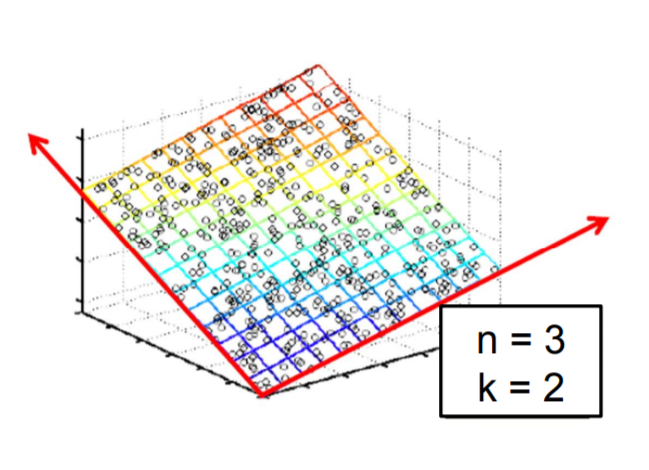 n = 3
k = 2